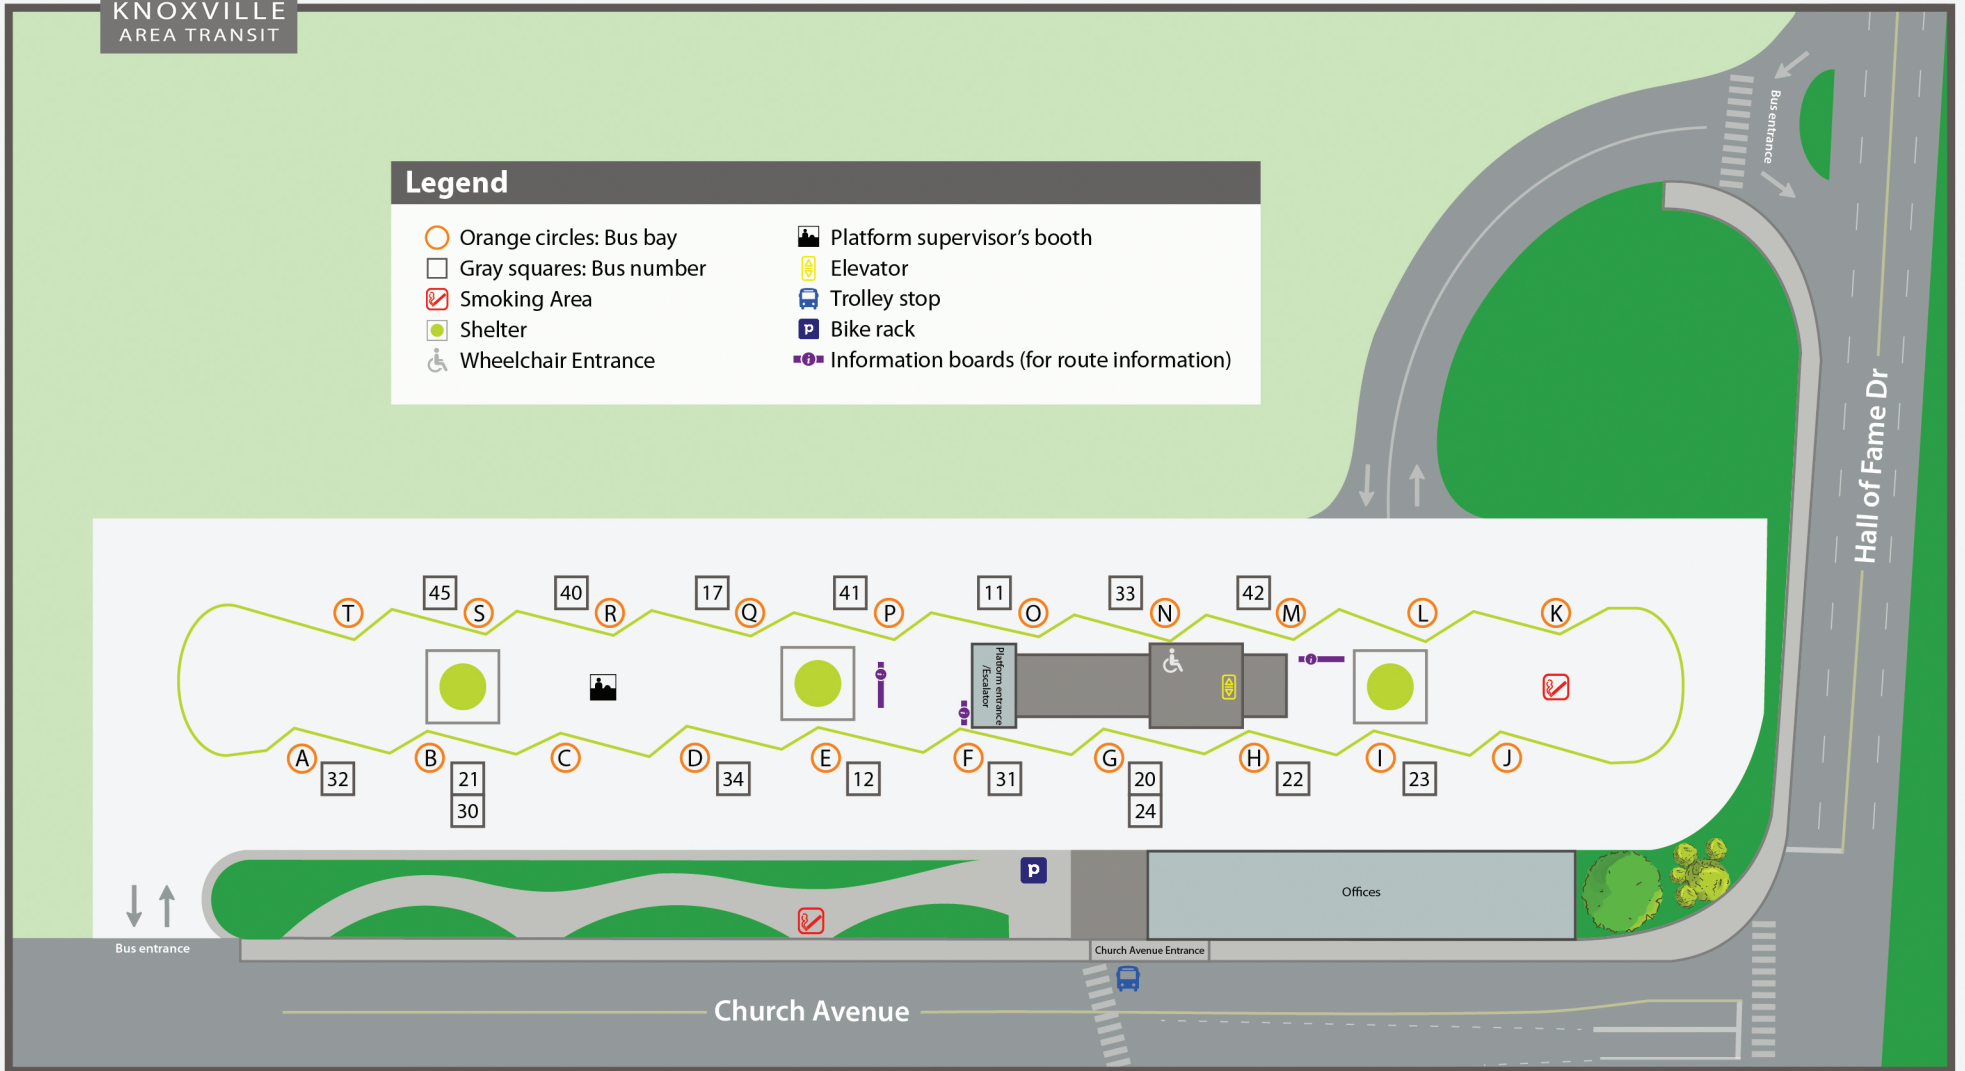 KNOXVILLE
AREA TRANSIT
Bus entrance
Legend
Orange circles: Bus bay
Gray squares: Bus number
Smoking Area
Shelter
Wheelchair Entrance
Platform supervisor's booth
Elevator
Trolley stop
P Bike rack
i Information boards (for route information)
Hall of Fame Dr
45 40 17 41 11 33 42
T S R Q P O N M L K
i
i
i
Platform entrance
/Escalator
A B C D E F G H I J
32 21 34 12 31 20 22 23
30 24
P
Offices
Bus entrance
Church Avenue Entrance
Church Avenue